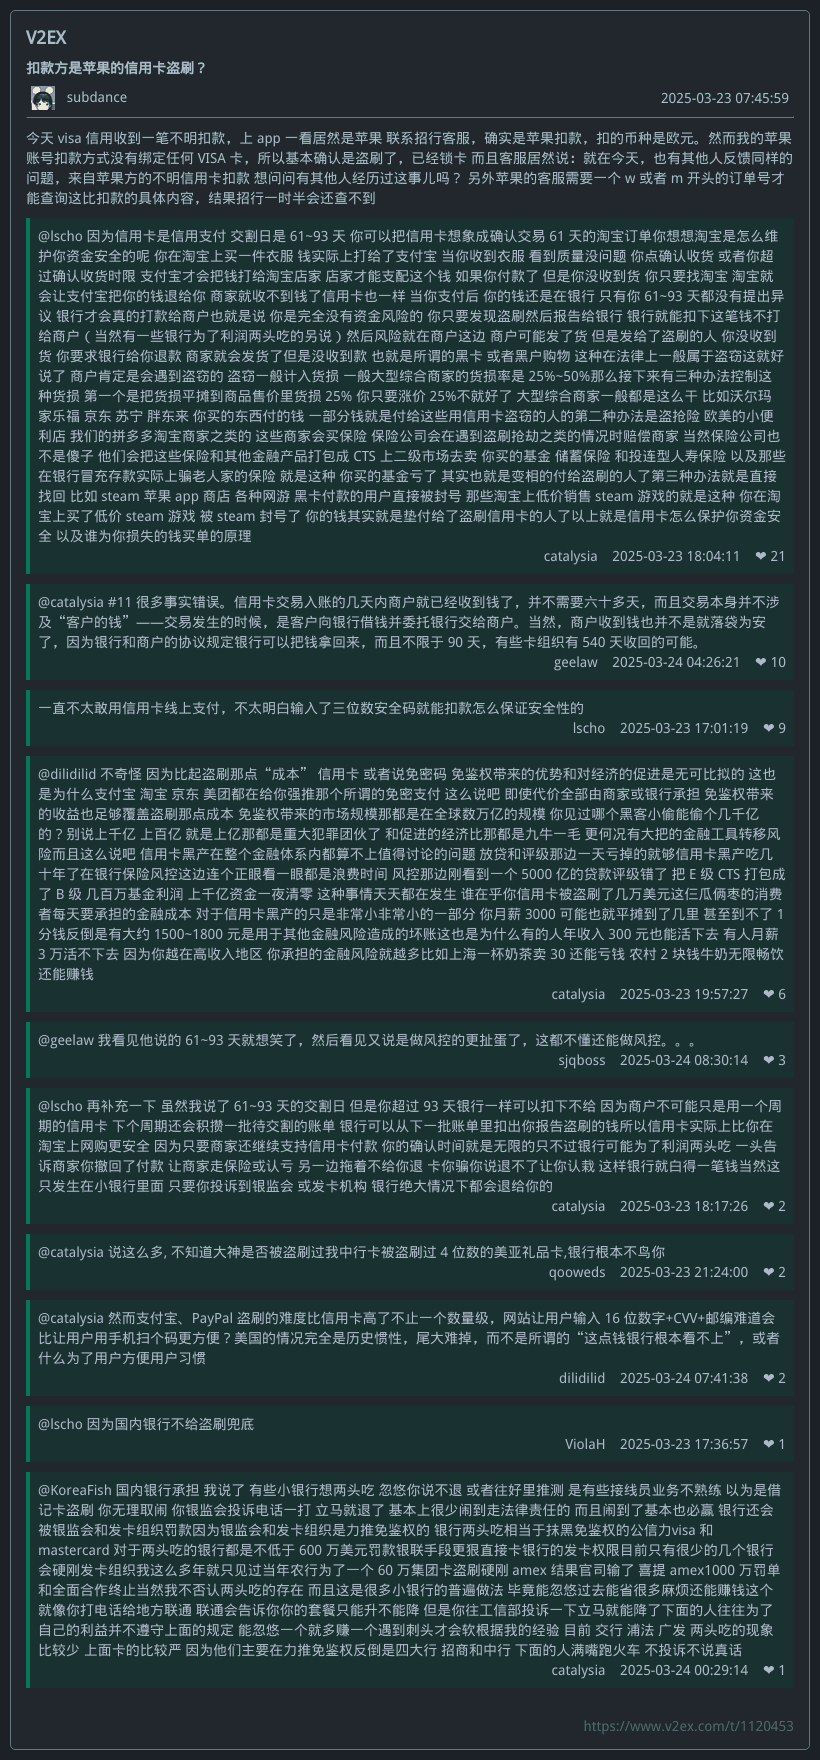 V2EX
扣款方是苹果的信用卡盗刷？
subdance 2025-03-23 07:45:59
今天 visa 信用收到一笔不明扣款，上 app 一看居然是苹果 联系招行客服，确实是苹果扣款，扣的币种是欧元。然而我的苹果
账号扣款方式没有绑定任何 VISA 卡，所以基本确认是盗刷了，已经锁卡 而且客服居然说：就在今天，也有其他人反馈同样的
问题，来自苹果方的不明信用卡扣款 想问问有其他人经历过这事儿吗？ 另外苹果的客服需要一个 w 或者 m 开头的订单号才
能查询这比扣款的具体内容，结果招行一时半会还查不到
@lscho 因为信用卡是信用支付 交割日是 61~93 天 你可以把信用卡想象成确认交易 61 天的淘宝订单你想想淘宝是怎么维
护你资金安全的呢 你在淘宝上买一件衣服 钱实际上打给了支付宝 当你收到衣服 看到质量没问题 你点确认收货 或者你超
过确认收货时限 支付宝才会把钱打给淘宝店家 店家才能支配这个钱 如果你付款了 但是你没收到货 你只要找淘宝 淘宝就
会让支付宝把你的钱退给你 商家就收不到钱了信用卡也一样 当你支付后 你的钱还是在银行 只有你 61~93 天都没有提出异
议 银行才会真的打款给商户也就是说 你是完全没有资金风险的 你只要发现盗刷然后报告给银行 银行就能扣下这笔钱不打
给商户（当然有一些银行为了利润两头吃的另说）然后风险就在商户这边 商户可能发了货 但是发给了盗刷的人 你没收到
货 你要求银行给你退款 商家就会发货了但是没收到款 也就是所谓的黑卡 或者黑户购物 这种在法律上一般属于盗窃这就好
说了 商户肯定是会遇到盗窃的 盗窃一般计入货损 一般大型综合商家的货损率是 25%~50%那么接下来有三种办法控制这
种货损 第一个是把货损平摊到商品售价里货损 25% 你只要涨价 25%不就好了 大型综合商家一般都是这么干 比如沃尔玛
家乐福 京东 苏宁 胖东来 你买的东西付的钱 一部分钱就是付给这些用信用卡盗窃的人的第二种办法是盗抢险 欧美的小便
利店 我们的拼多多淘宝商家之类的 这些商家会买保险 保险公司会在遇到盗刷抢劫之类的情况时赔偿商家 当然保险公司也
不是傻子 他们会把这些保险和其他金融产品打包成 CTS 上二级市场去卖 你买的基金 储蓄保险 和投连型人寿保险 以及那些
在银行冒充存款实际上骗老人家的保险 就是这种 你买的基金亏了 其实也就是变相的付给盗刷的人了第三种办法就是直接
找回 比如 steam 苹果 app 商店 各种网游 黑卡付款的用户直接被封号 那些淘宝上低价销售 steam 游戏的就是这种 你在淘
宝上买了低价 steam 游戏 被 steam 封号了 你的钱其实就是垫付给了盗刷信用卡的人了以上就是信用卡怎么保护你资金安
全 以及谁为你损失的钱买单的原理
catalysia 2025-03-23 18:04:11 ❤ 21
@catalysia #11 很多事实错误。信用卡交易入账的几天内商户就已经收到钱了，并不需要六十多天，而且交易本身并不涉
及“客户的钱”——交易发生的时候，是客户向银行借钱并委托银行交给商户。当然，商户收到钱也并不是就落袋为安
了，因为银行和商户的协议规定银行可以把钱拿回来，而且不限于 90 天，有些卡组织有 540 天收回的可能。
geelaw 2025-03-24 04:26:21 ❤ 10
一直不太敢用信用卡线上支付，不太明白输入了三位数安全码就能扣款怎么保证安全性的
lscho 2025-03-23 17:01:19 ❤ 9
@dilidilid 不奇怪 因为比起盗刷那点“成本” 信用卡 或者说免密码 免鉴权带来的优势和对经济的促进是无可比拟的 这也
是为什么支付宝 淘宝 京东 美团都在给你强推那个所谓的免密支付 这么说吧 即使代价全部由商家或银行承担 免鉴权带来
的收益也足够覆盖盗刷那点成本 免鉴权带来的市场规模那都是在全球数万亿的规模 你见过哪个黑客小偷能偷个几千亿
的？别说上千亿 上百亿 就是上亿那都是重大犯罪团伙了 和促进的经济比那都是九牛一毛 更何况有大把的金融工具转移风
险而且这么说吧 信用卡黑产在整个金融体系内都算不上值得讨论的问题 放贷和评级那边一天亏掉的就够信用卡黑产吃几
十年了在银行保险风控这边连个正眼看一眼都是浪费时间 风控那边刚看到一个 5000 亿的贷款评级错了 把 E 级 CTS 打包成
了 B 级 几百万基金利润 上千亿资金一夜清零 这种事情天天都在发生 谁在乎你信用卡被盗刷了几万美元这仨瓜俩枣的消费
者每天要承担的金融成本 对于信用卡黑产的只是非常小非常小的一部分 你月薪 3000 可能也就平摊到了几里 甚至到不了 1
分钱反倒是有大约 1500~1800 元是用于其他金融风险造成的坏账这也是为什么有的人年收入 300 元也能活下去 有人月薪
3 万活不下去 因为你越在高收入地区 你承担的金融风险就越多比如上海一杯奶茶卖 30 还能亏钱 农村 2 块钱牛奶无限畅饮
还能赚钱
catalysia 2025-03-23 19:57:27 ❤ 6
@geelaw 我看见他说的 61~93 天就想笑了，然后看见又说是做风控的更扯蛋了，这都不懂还能做风控。。。
sjqboss 2025-03-24 08:30:14 ❤ 3
@lscho 再补充一下 虽然我说了 61~93 天的交割日 但是你超过 93 天银行一样可以扣下不给 因为商户不可能只是用一个周
期的信用卡 下个周期还会积攒一批待交割的账单 银行可以从下一批账单里扣出你报告盗刷的钱所以信用卡实际上比你在
淘宝上网购更安全 因为只要商家还继续支持信用卡付款 你的确认时间就是无限的只不过银行可能为了利润两头吃 一头告
诉商家你撤回了付款 让商家走保险或认亏 另一边拖着不给你退 卡你骗你说退不了让你认栽 这样银行就白得一笔钱当然这
只发生在小银行里面 只要你投诉到银监会 或发卡机构 银行绝大情况下都会退给你的
catalysia 2025-03-23 18:17:26 ❤ 2
@catalysia 说这么多, 不知道大神是否被盗刷过我中行卡被盗刷过 4 位数的美亚礼品卡,银行根本不鸟你
qooweds 2025-03-23 21:24:00 ❤ 2
@catalysia 然而支付宝、PayPal 盗刷的难度比信用卡高了不止一个数量级，网站让用户输入 16 位数字+CVV+邮编难道会
比让用户用手机扫个码更方便？美国的情况完全是历史惯性，尾大难掉，而不是所谓的“这点钱银行根本看不上”，或者
什么为了用户方便用户习惯
dilidilid 2025-03-24 07:41:38 ❤ 2
@lscho 因为国内银行不给盗刷兜底
ViolaH 2025-03-23 17:36:57 ❤ 1
@KoreaFish 国内银行承担 我说了 有些小银行想两头吃 忽悠你说不退 或者往好里推测 是有些接线员业务不熟练 以为是借
记卡盗刷 你无理取闹 你银监会投诉电话一打 立马就退了 基本上很少闹到走法律责任的 而且闹到了基本也必赢 银行还会
被银监会和发卡组织罚款因为银监会和发卡组织是力推免鉴权的 银行两头吃相当于抹黑免鉴权的公信力visa 和
mastercard 对于两头吃的银行都是不低于 600 万美元罚款银联手段更狠直接卡银行的发卡权限目前只有很少的几个银行
会硬刚发卡组织我这么多年就只见过当年农行为了一个 60 万集团卡盗刷硬刚 amex 结果官司输了 喜提 amex1000 万罚单
和全面合作终止当然我不否认两头吃的存在 而且这是很多小银行的普遍做法 毕竟能忽悠过去能省很多麻烦还能赚钱这个
就像你打电话给地方联通 联通会告诉你你的套餐只能升不能降 但是你往工信部投诉一下立马就能降了下面的人往往为了
自己的利益并不遵守上面的规定 能忽悠一个就多赚一个遇到刺头才会软根据我的经验 目前 交行 浦法 广发 两头吃的现象
比较少 上面卡的比较严 因为他们主要在力推免鉴权反倒是四大行 招商和中行 下面的人满嘴跑火车 不投诉不说真话
catalysia 2025-03-24 00:29:14 ❤ 1
https://www.v2ex.com/t/1120453